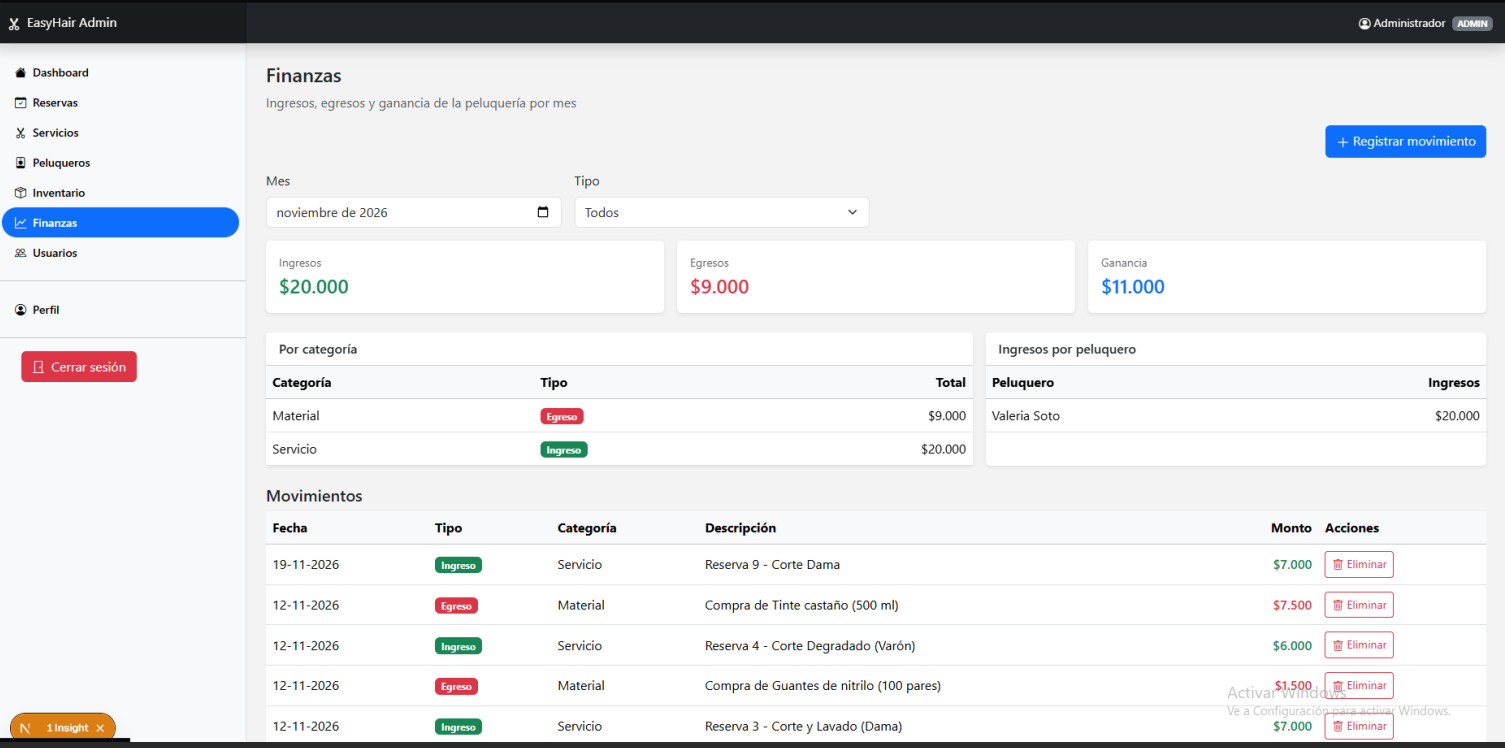 EasyHair Admin
Administrador ADMIN
Dashboard
Reservas
Servicios
Peluqueros
Inventario
Finanzas
Usuarios
Perfil
Cerrar sesión
Finanzas
Ingresos, egresos y ganancia de la peluquería por mes
+ Registrar movimiento
Mes
noviembre de 2026
Tipo
Todos
Ingresos
$20.000
Egresos
$9.000
Ganancia
$11.000
Por categoría
Categoría Tipo Total
Material Egreso $9.000
Servicio Ingreso $20.000
Ingresos por peluquero
Peluquero Ingresos
Valeria Soto $20.000
Movimientos
Fecha Tipo Categoría Descripción Monto Acciones
19-11-2026 Ingreso Servicio Reserva 9 - Corte Dama $7.000 Eliminar
12-11-2026 Egreso Material Compra de Tinte castaño (500 ml) $7.500 Eliminar
12-11-2026 Ingreso Servicio Reserva 4 - Corte Degradado (Varón) $6.000 Eliminar
12-11-2026 Egreso Material Compra de Guantes de nitrilo (100 pares) $1.500 Eliminar
12-11-2026 Ingreso Servicio Reserva 3 - Corte y Lavado (Dama) $7.000 Eliminar
Activar Windows
Ve a Configuración para activar Windows.
N 1 Insight ×